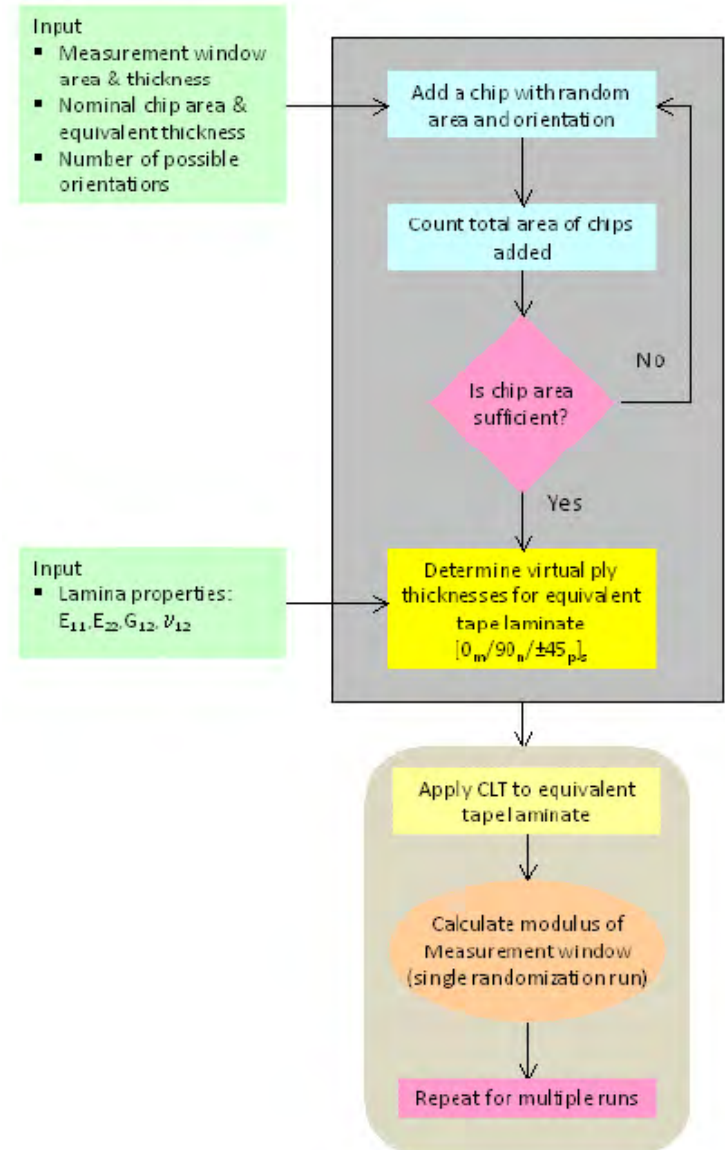 Input
▪ Measurement window
area & thickness
▪ Nominal chip area &
equivalent thickness
▪ Number of possible
orientations
Add a chip with random
area and orientation
Count total area of chips
added
Is chip area
sufficient?
No
Yes
Input
▪ Lamina properties:
E₁₁,E₂₂,G₁₂, ν₁₂
Determine virtual ply
thicknesses for equivalent
tape laminate
[0ₘ/90ₙ/±45ₚ]ₛ
Apply CLT to equivalent
tape laminate
Calculate modulus of
Measurement window
(single randomization run)
Repeat for multiple runs